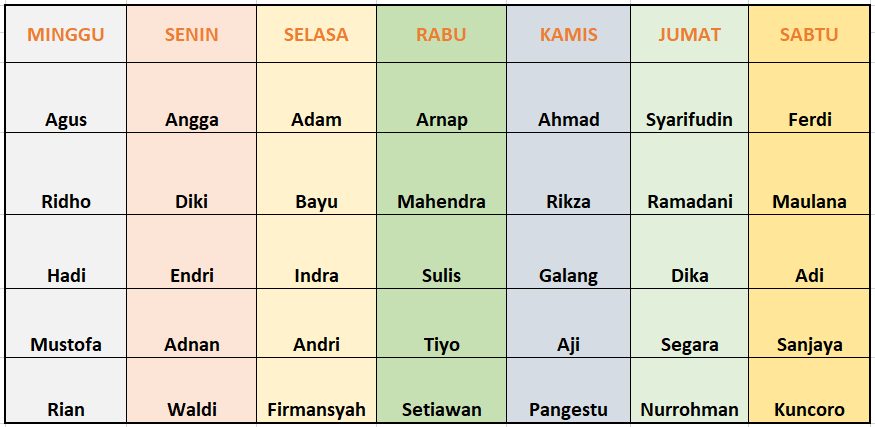 MINGGU SENIN SELASA RABU KAMIS JUMAT SABTU
Agus Angga Adam Arnap Ahmad Syarifudin Ferdi
Ridho Diki Bayu Mahendra Rikza Ramadani Maulana
Hadi Endri Indra Sulis Galang Dika Adi
Mustofa Adnan Andri Tiyo Aji Segara Sanjaya
Rian Waldi Firmansyah Setiawan Pangestu Nurrohman Kuncoro